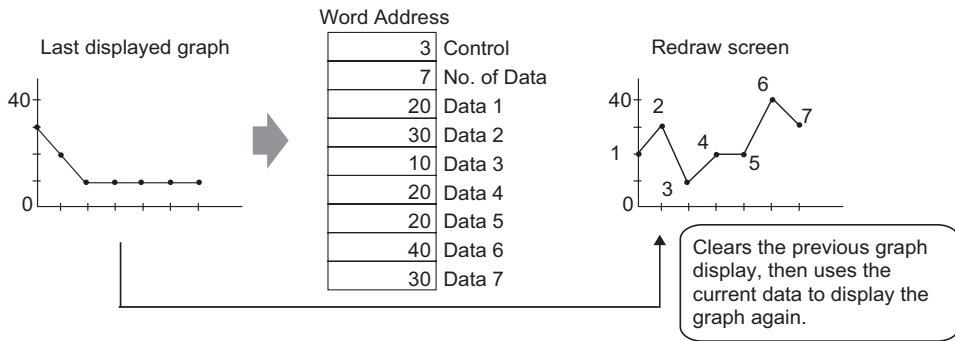 Word Address
Last displayed graph
40
0
3 Control
7 No. of Data
20 Data 1
30 Data 2
10 Data 3
20 Data 4
20 Data 5
40 Data 6
30 Data 7
Redraw screen
40
0
1
2
3
4
5
6
7
Clears the previous graph
display, then uses the
current data to display the
graph again.